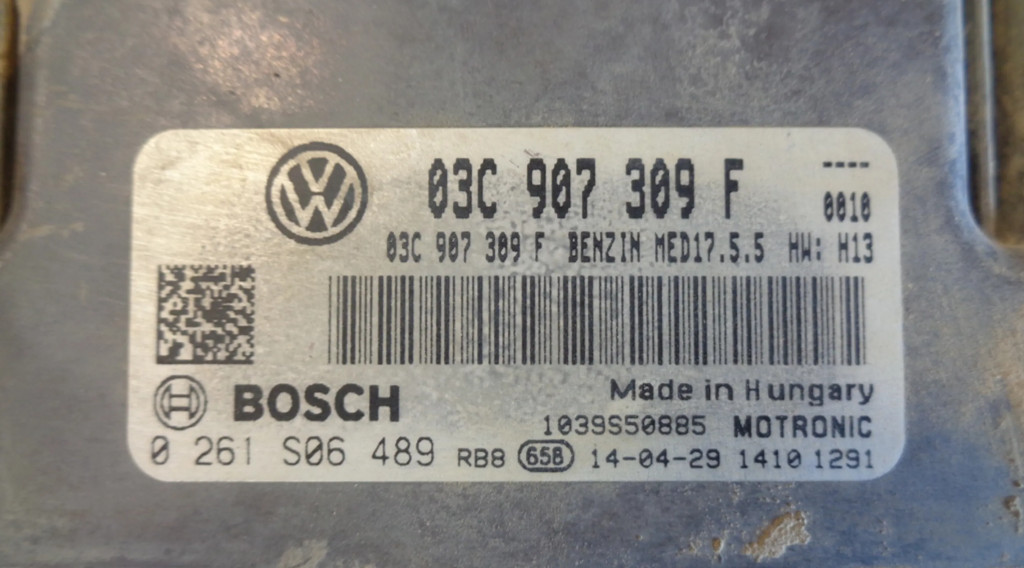 03C 907 309 F ----
0010
03C 907 309 F BENZIN MED17.5.5 HW: H13
BOSCH
Made in Hungary
1039S50885 MOTRONIC
0 261 S06 489 RB8 658 14-04-29 1410 1291